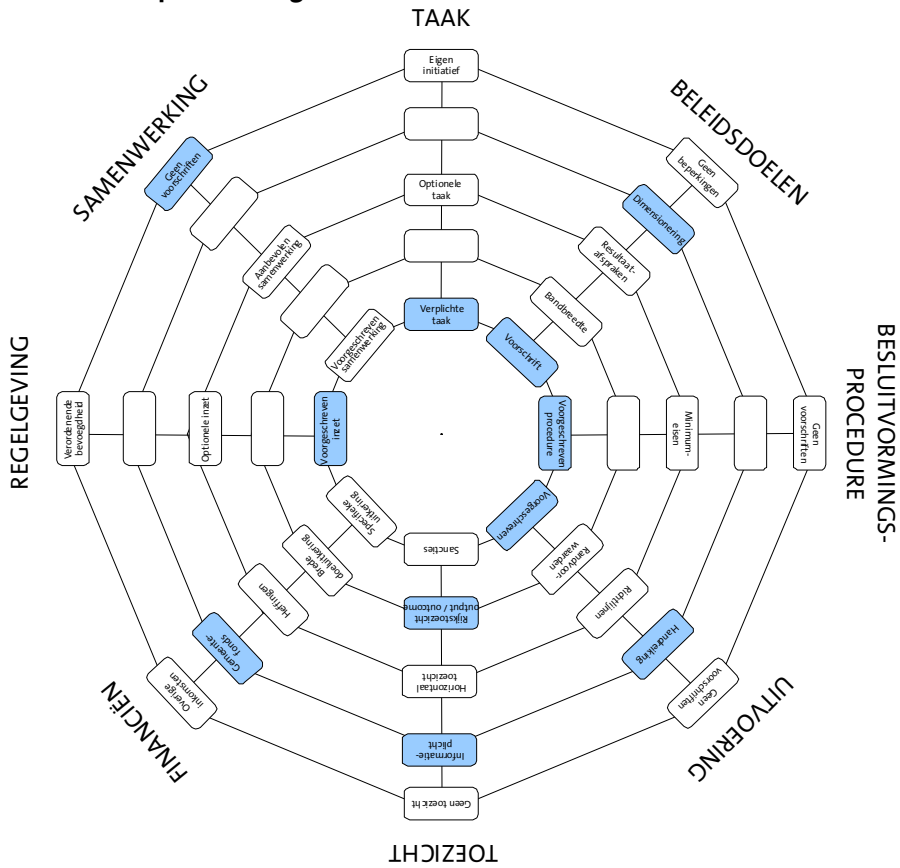 TAAK
Eigen
initiatief
Optionele
taak
Verplichte
taak
BELEIDSDOELEN
Geen
beperkingen
Dimensionering
Resultaat-
afspraken
Bandbreedte
Voorschrift
BESLUITVORMINGS-
PROCEDURE
Geen
voorschriften
Minimum-
eisen
Voorgeschreven
procedure
UITVOERING
Geen
voorschriften
Handreiking
Richtlijnen
Randvoor-
waarden
Voorgeschreven
TOEZICHT
Geen toezicht
Informatie-
plicht
Horizontaal
toezicht
Rijkstoezicht
output / outcome
Sancties
FINANCIËN
Overige
inkomsten
Gemeente-
fonds
Heffingen
Brede
doeluitkering
Specifieke
uitkering
REGELGEVING
Verordenende
bevoegdheid
Optionele inzet
Voorgeschreven
inzet
SAMENWERKING
Geen
voorschriften
Aanbevolen
samenwerking
Voorgeschreven
samenwerking